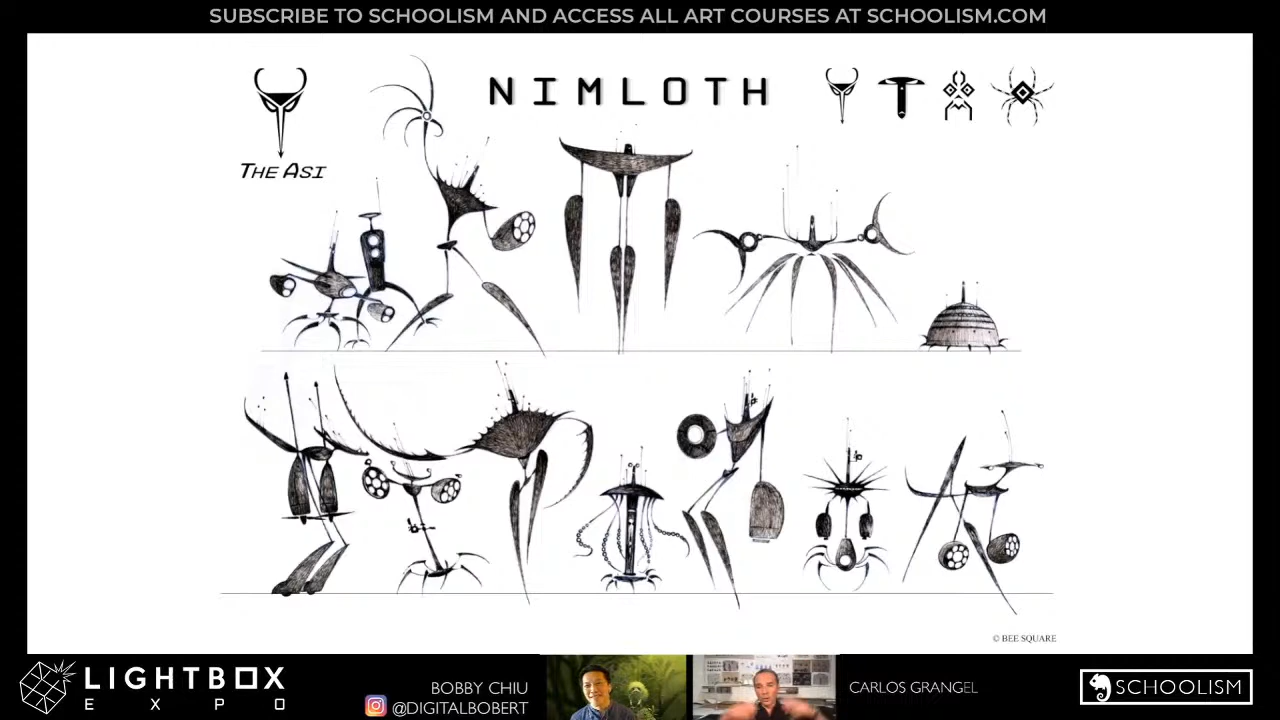 SUBSCRIBE TO SCHOOLISM AND ACCESS ALL ART COURSES AT SCHOOLISM.COM
NIMLOTH
THE ASI
© BEE SQUARE
LIGHTBOX
EXPO
BOBBY CHIU
@DIGITALBOBERT
CARLOS GRANGEL
SCHOOLISM